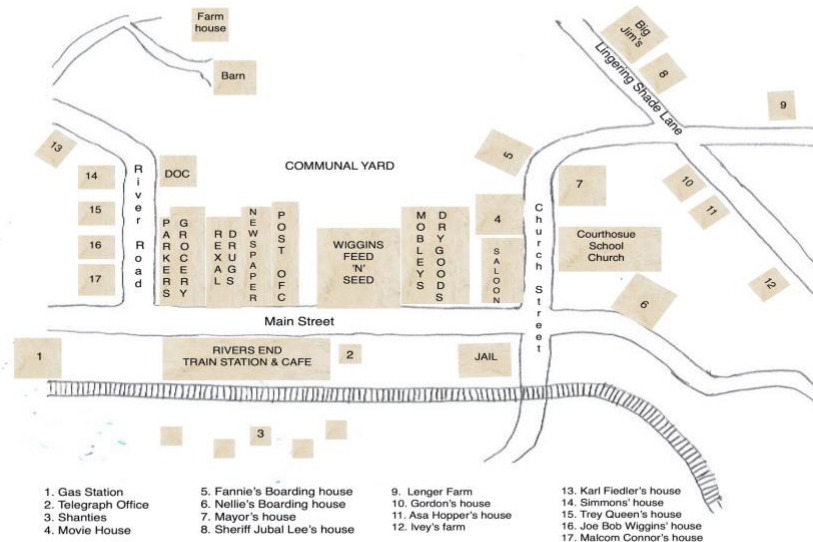 Farm
house
Barn
Big
Jim's
8
Lingering Shade Lane
9
13
14
15
16
17
River Road
DOC
COMMUNAL YARD
5
7
10
11
12
PARKERS
GROCERY
REXAL
DRUGS
NEWSPAPER
POST OFC
WIGGINS
FEED
'N'
SEED
MOBLEYS
DRYGOODS
4
SALOON
Church Street
Courthosue
School
Church
6
Main Street
1
RIVERS END
TRAIN STATION & CAFE
2
JAIL
3
1. Gas Station
2. Telegraph Office
3. Shanties
4. Movie House
5. Fannie's Boarding house
6. Nellie's Boarding house
7. Mayor's house
8. Sheriff Jubal Lee's house
9. Lenger Farm
10. Gordon's house
11. Asa Hopper's house
12. Ivey's farm
13. Karl Fiedler's house
14. Simmons' house
15. Trey Queen's house
16. Joe Bob Wiggins' house
17. Malcom Connor's house